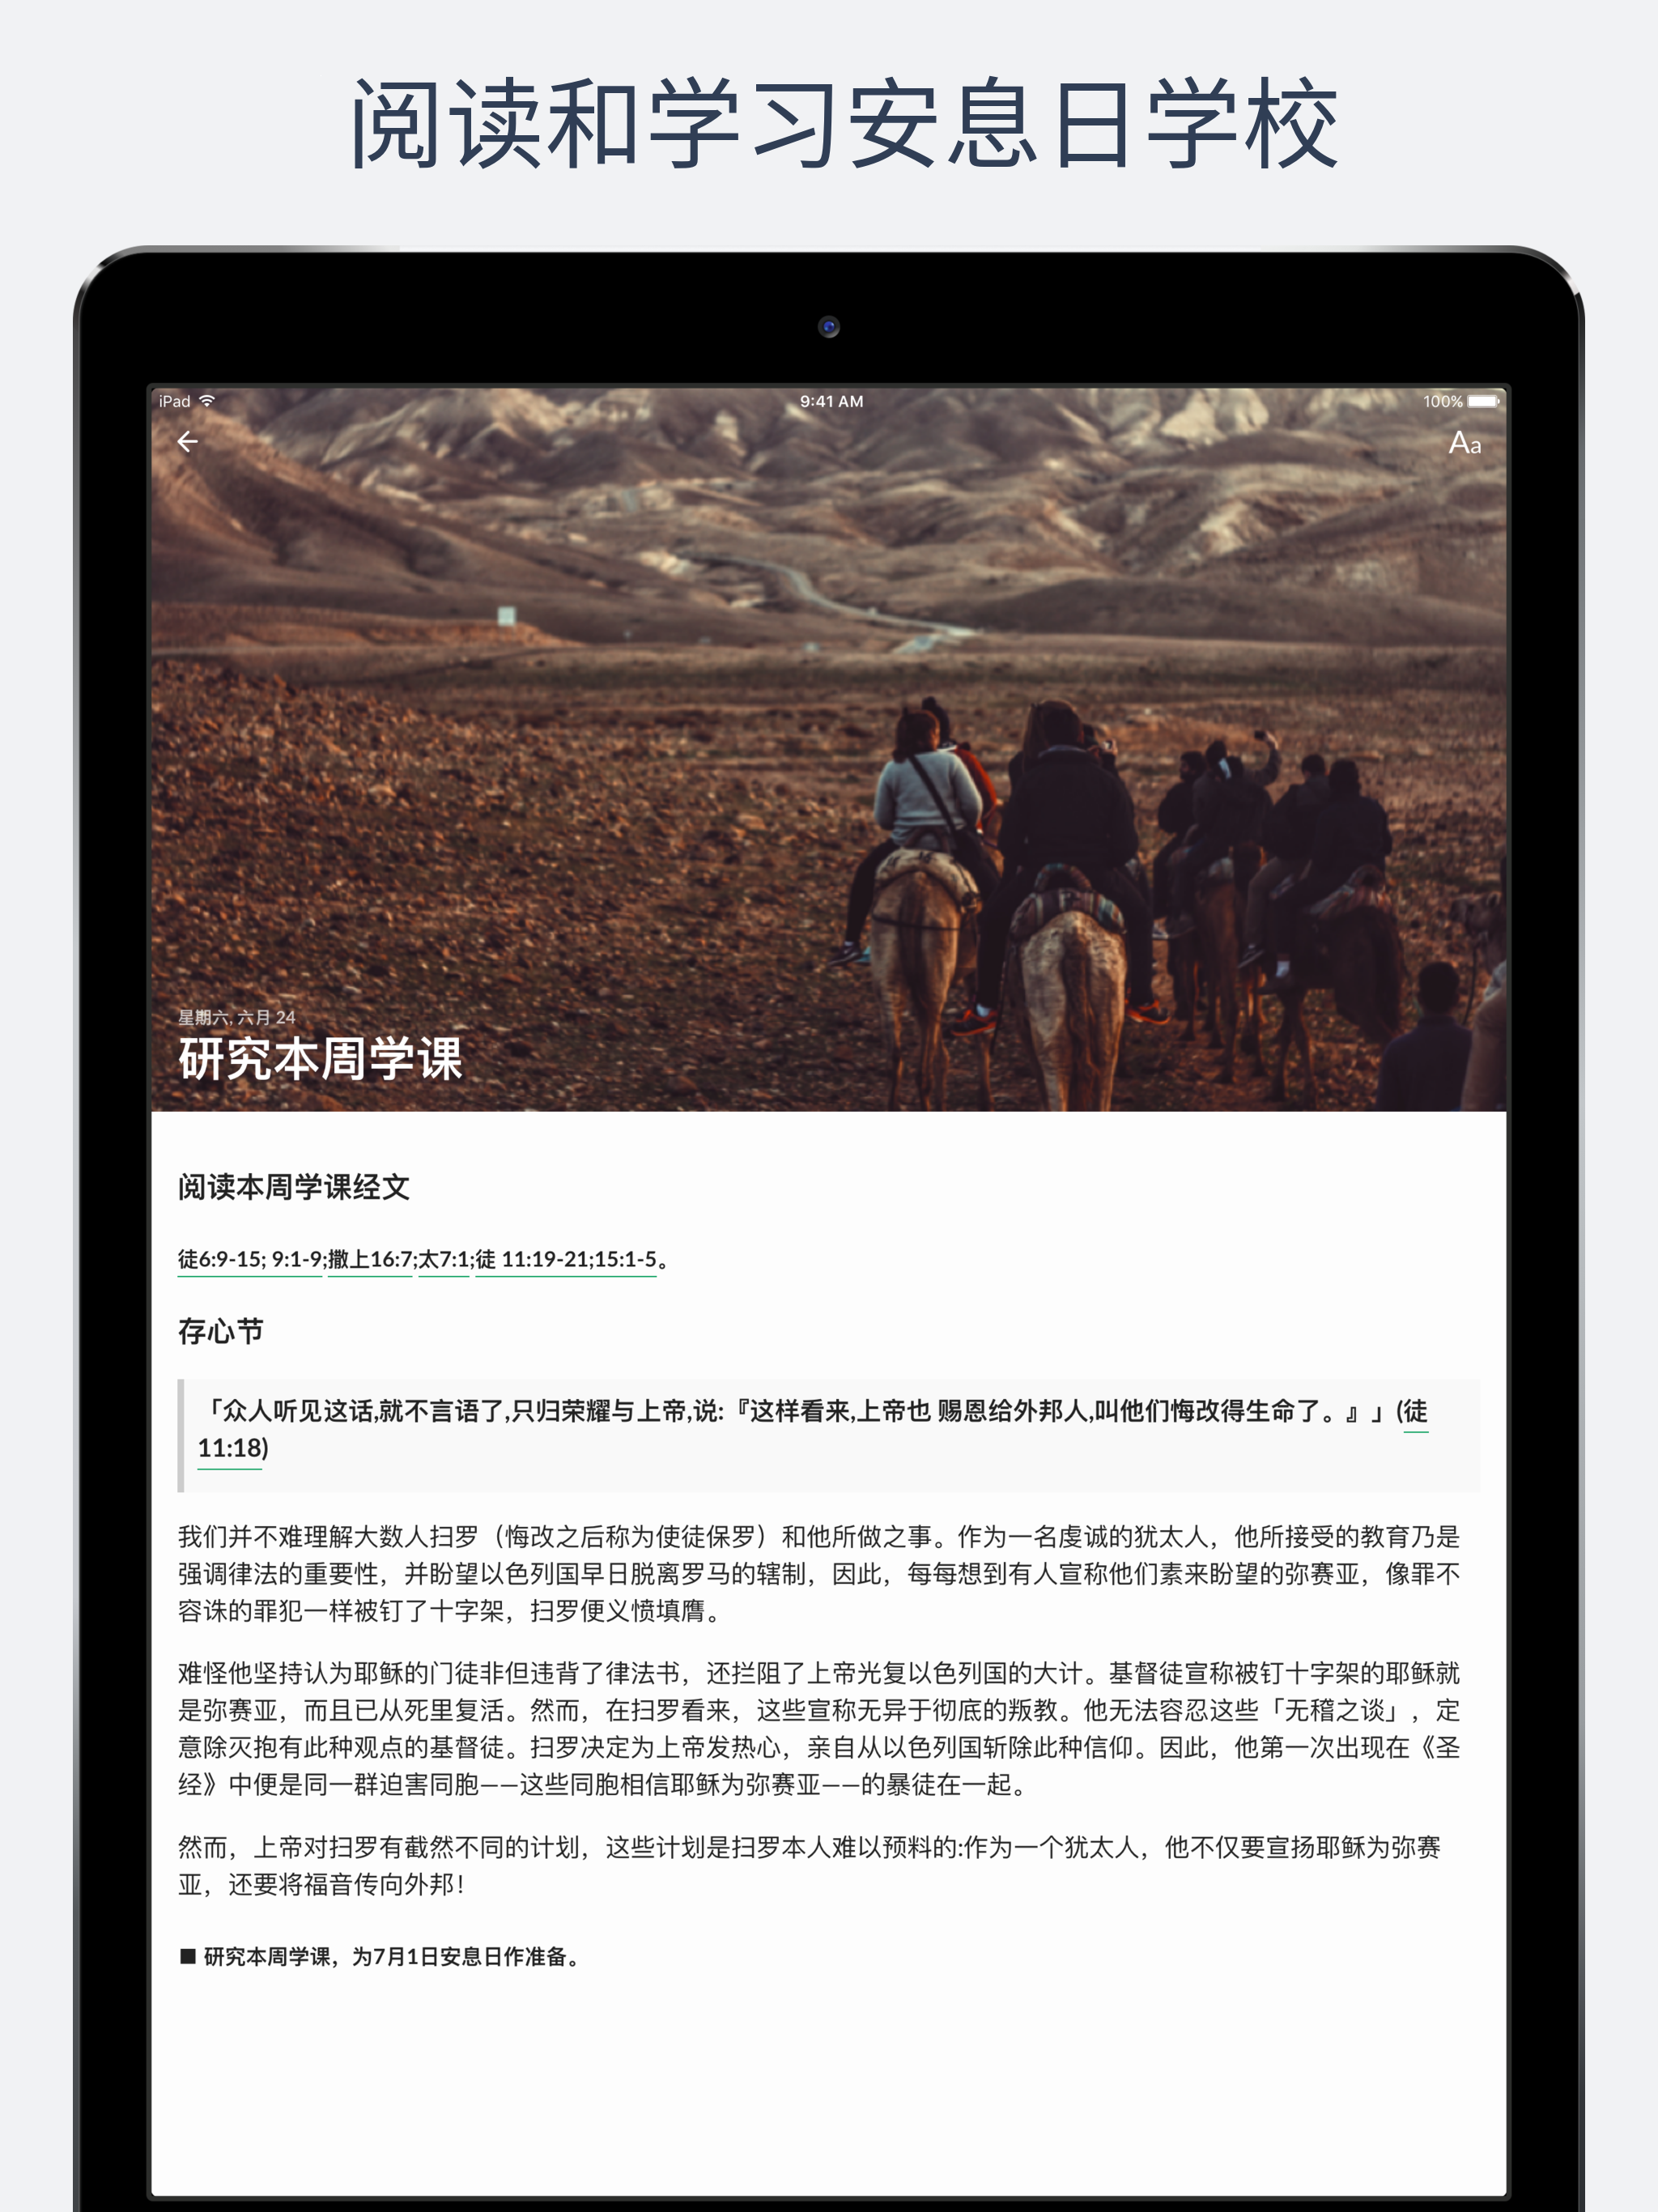 阅读和学习安息日学校
iPad
9:41 AM
100%
Aa
星期六, 六月 24
研究本周学课
阅读本周学课经文
徒6:9-15; 9:1-9;撒上16:7;太7:1;徒 11:19-21;15:1-5。
存心节
「众人听见这话,就不言语了,只归荣耀与上帝,说:『这样看来,上帝也 赐恩给外邦人,叫他们悔改得生命了。』」(徒
11:18)
我们并不难理解大数人扫罗（悔改之后称为使徒保罗）和他所做之事。作为一名虔诚的犹太人，他所接受的教育乃是
强调律法的重要性，并盼望以色列国早日脱离罗马的辖制，因此，每每想到有人宣称他们素来盼望的弥赛亚，像罪不
容诛的罪犯一样被钉了十字架，扫罗便义愤填膺。
难怪他坚持认为耶稣的门徒非但违背了律法书，还拦阻了上帝光复以色列国的大计。基督徒宣称被钉十字架的耶稣就
是弥赛亚，而且已从死里复活。然而，在扫罗看来，这些宣称无异于彻底的叛教。他无法容忍这些「无稽之谈」，定
意除灭抱有此种观点的基督徒。扫罗决定为上帝发热心，亲自从以色列国斩除此种信仰。因此，他第一次出现在《圣
经》中便是同一群迫害同胞——这些同胞相信耶稣为弥赛亚——的暴徒在一起。
然而，上帝对扫罗有截然不同的计划，这些计划是扫罗本人难以预料的:作为一个犹太人，他不仅要宣扬耶稣为弥赛
亚，还要将福音传向外邦！
■ 研究本周学课，为7月1日安息日作准备。